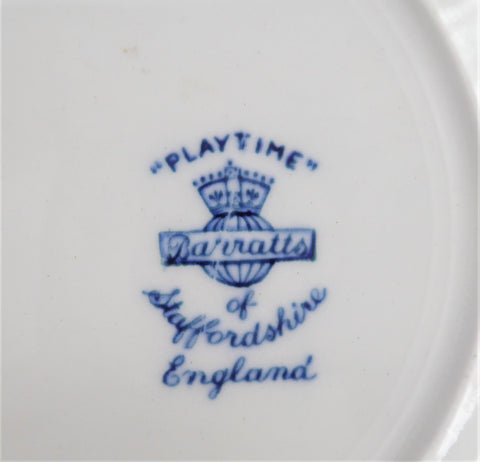 "PLAYTIME"
Barratts
of
Staffordshire
England